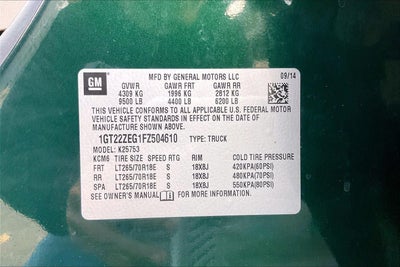 GM
MFD BY GENERAL MOTORS LLC
09/14
GVWR GAWR FRT GAWR RR
4309 KG 1996 KG 2812 KG
9500 LB 4400 LB 6200 LB
THIS VEHICLE CONFORMS TO ALL APPLICABLE U.S. FEDERAL MOTOR
VEHICLE SAFETY STANDARDS IN EFFECT ON THE DATE OF
MANUFACTURE SHOWN ABOVE.
1GT22ZEG1FZ504610 TYPE: TRUCK
MODEL: K25753
KCM6 TIRE SIZE SPEED RTG RIM COLD TIRE PRESSURE
FRT LT265/70R18E S 18X8J 420KPA(60PSI)
RR LT265/70R18E S 18X8J 480KPA(70PSI)
SPA LT265/70R18E S 18X8J 550KPA(80PSI)
SEE OWNER'S MANUAL FOR MORE INFORMATION.